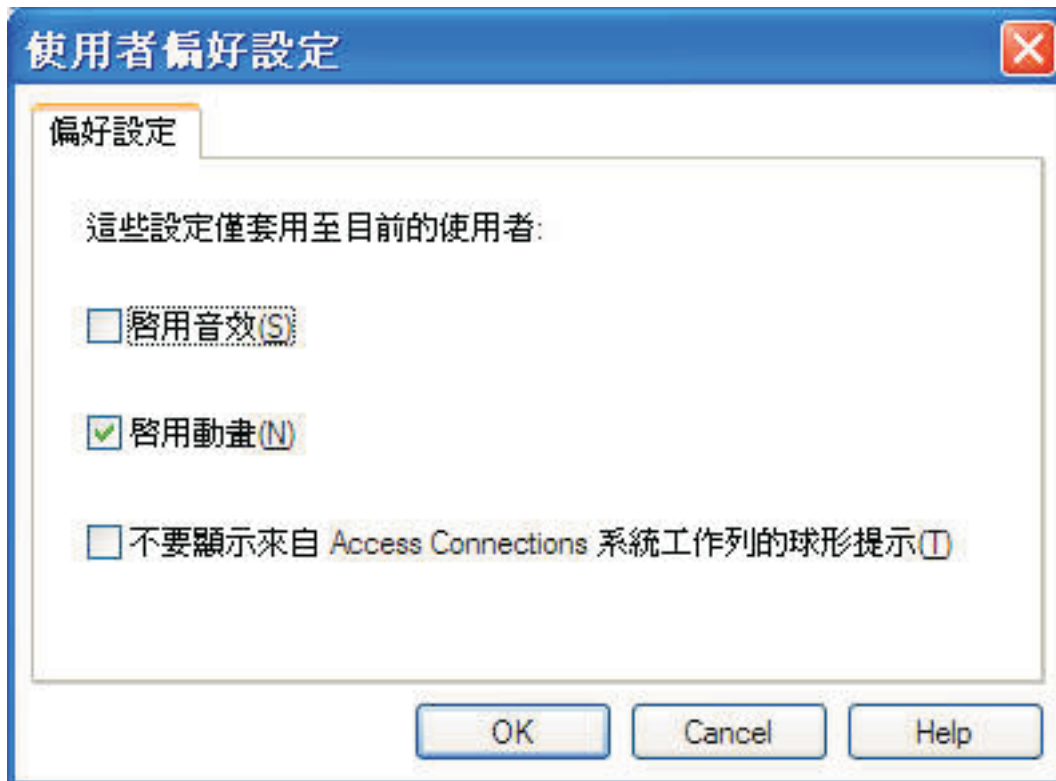 使用者偏好設定
偏好設定
這些設定僅套用至目前的使用者:
啓用音效(S)
啓用動畫(N)
不要顯示來自 Access Connections 系統工作列的球形提示(T)
OK Cancel Help